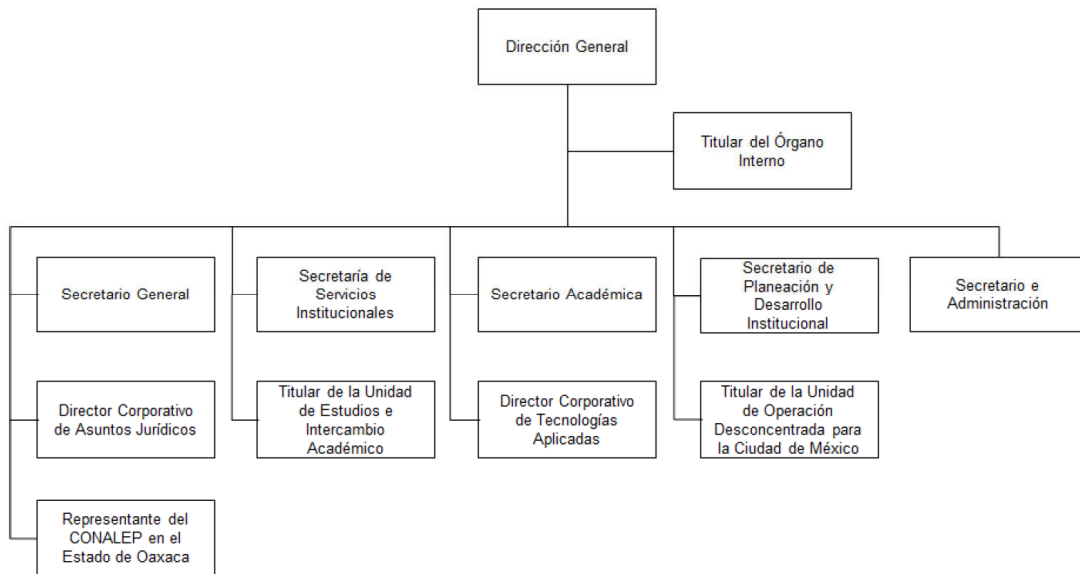 Dirección General
Titular del Órgano
Interno
Secretario General
Secretaría de
Servicios
Institucionales
Secretario Académica
Secretario de
Planeación y
Desarrollo
Institucional
Secretario e
Administración
Director Corporativo
de Asuntos Jurídicos
Titular de la Unidad
de Estudios e
Intercambio
Académico
Director Corporativo
de Tecnologías
Aplicadas
Titular de la Unidad
de Operación
Desconcentrada para
la Ciudad de México
Representante del
CONALEP en el
Estado de Oaxaca